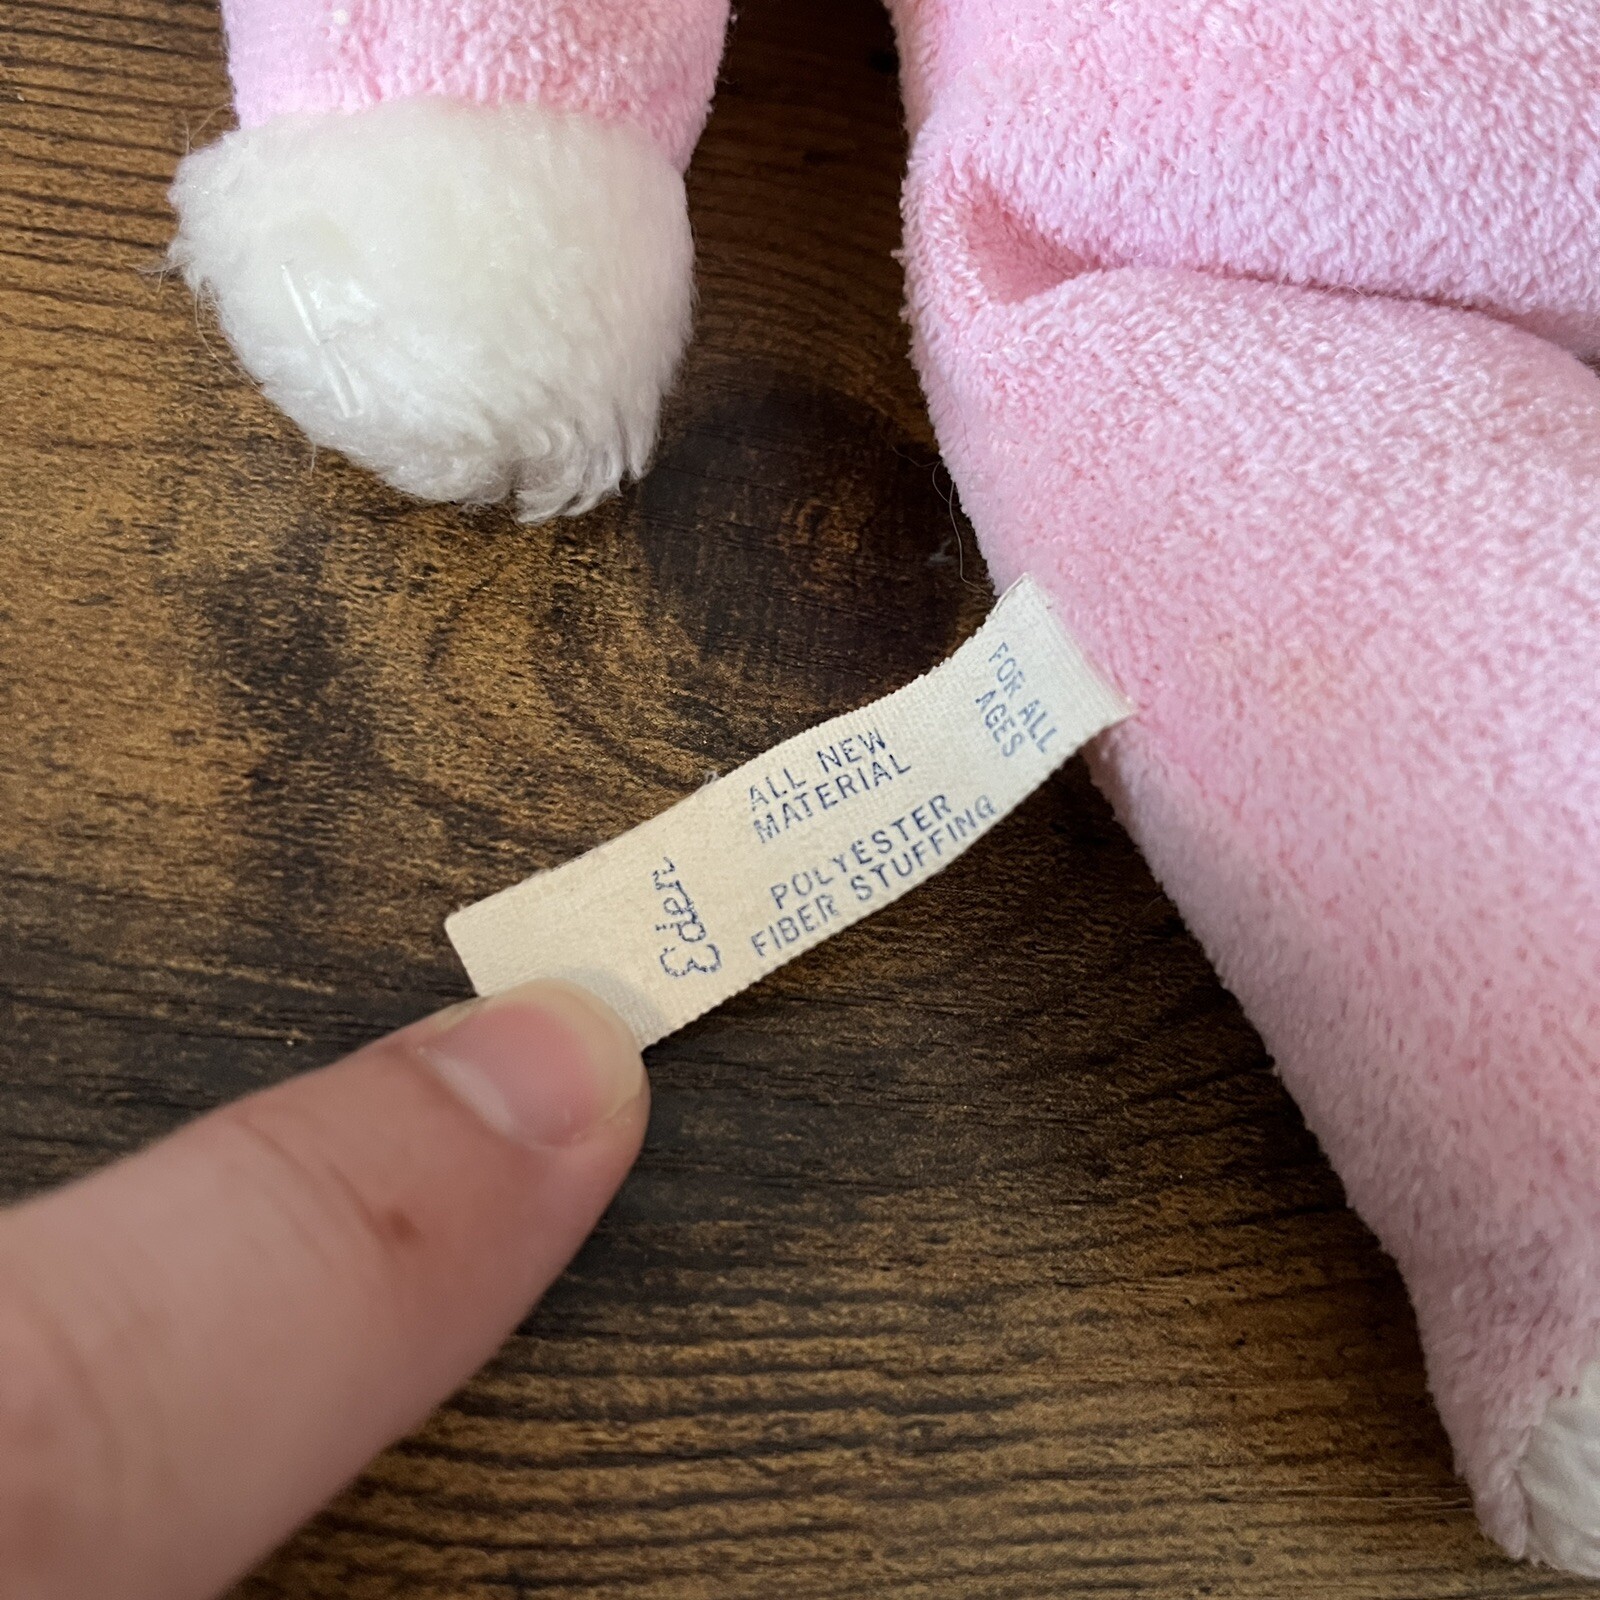 FOR ALL
AGES
ALL NEW
MATERIAL
POLYESTER
FIBER STUFFING
Eden